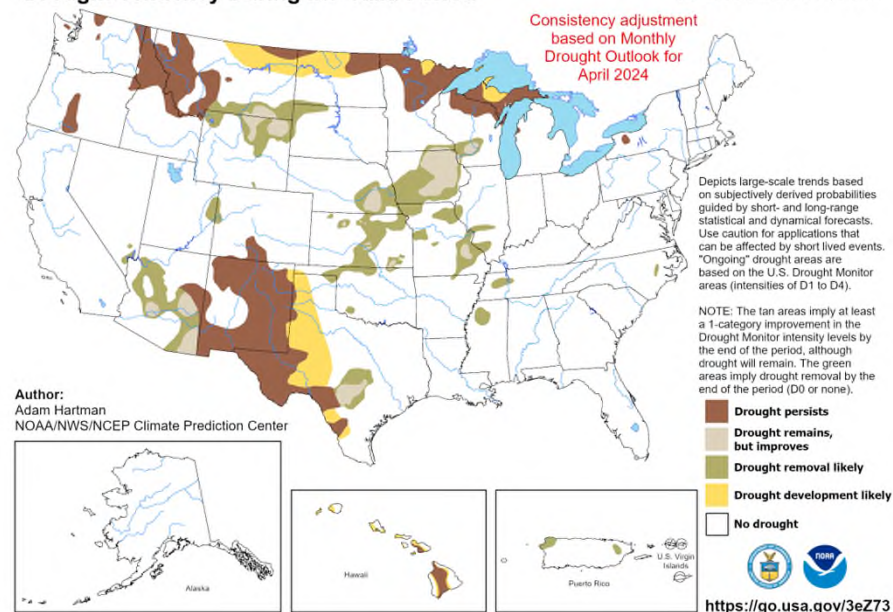 Consistency adjustment
based on Monthly
Drought Outlook for
April 2024
Depicts large-scale trends based
on subjectively derived probabilities
guided by short- and long-range
statistical and dynamical forecasts.
Use caution for applications that
can be affected by short lived events.
"Ongoing" drought areas are
based on the U.S. Drought Monitor
areas (intensities of D1 to D4).
NOTE: The tan areas imply at least
a 1-category improvement in the
Drought Monitor intensity levels by
the end of the period, although
drought will remain. The green
areas imply drought removal by the
end of the period (D0 or none).
Author:
Adam Hartman
NOAA/NWS/NCEP Climate Prediction Center
Drought persists
Drought remains,
but improves
Drought removal likely
Drought development likely
No drought
Alaska
Hawaii
Puerto Rico
U.S. Virgin
Islands
NOAA
https://go.usa.gov/3eZ73